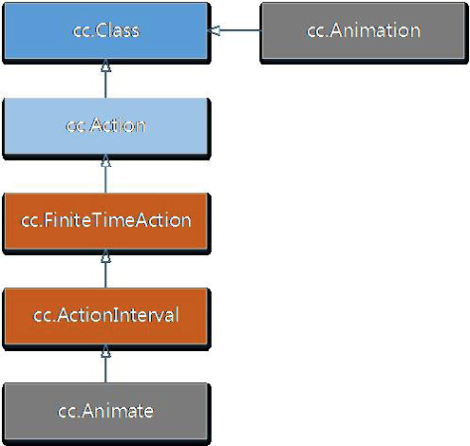 cc.Class
cc.Animation
cc.Action
cc.FiniteTimeAction
cc.ActionInterval
cc.Animate